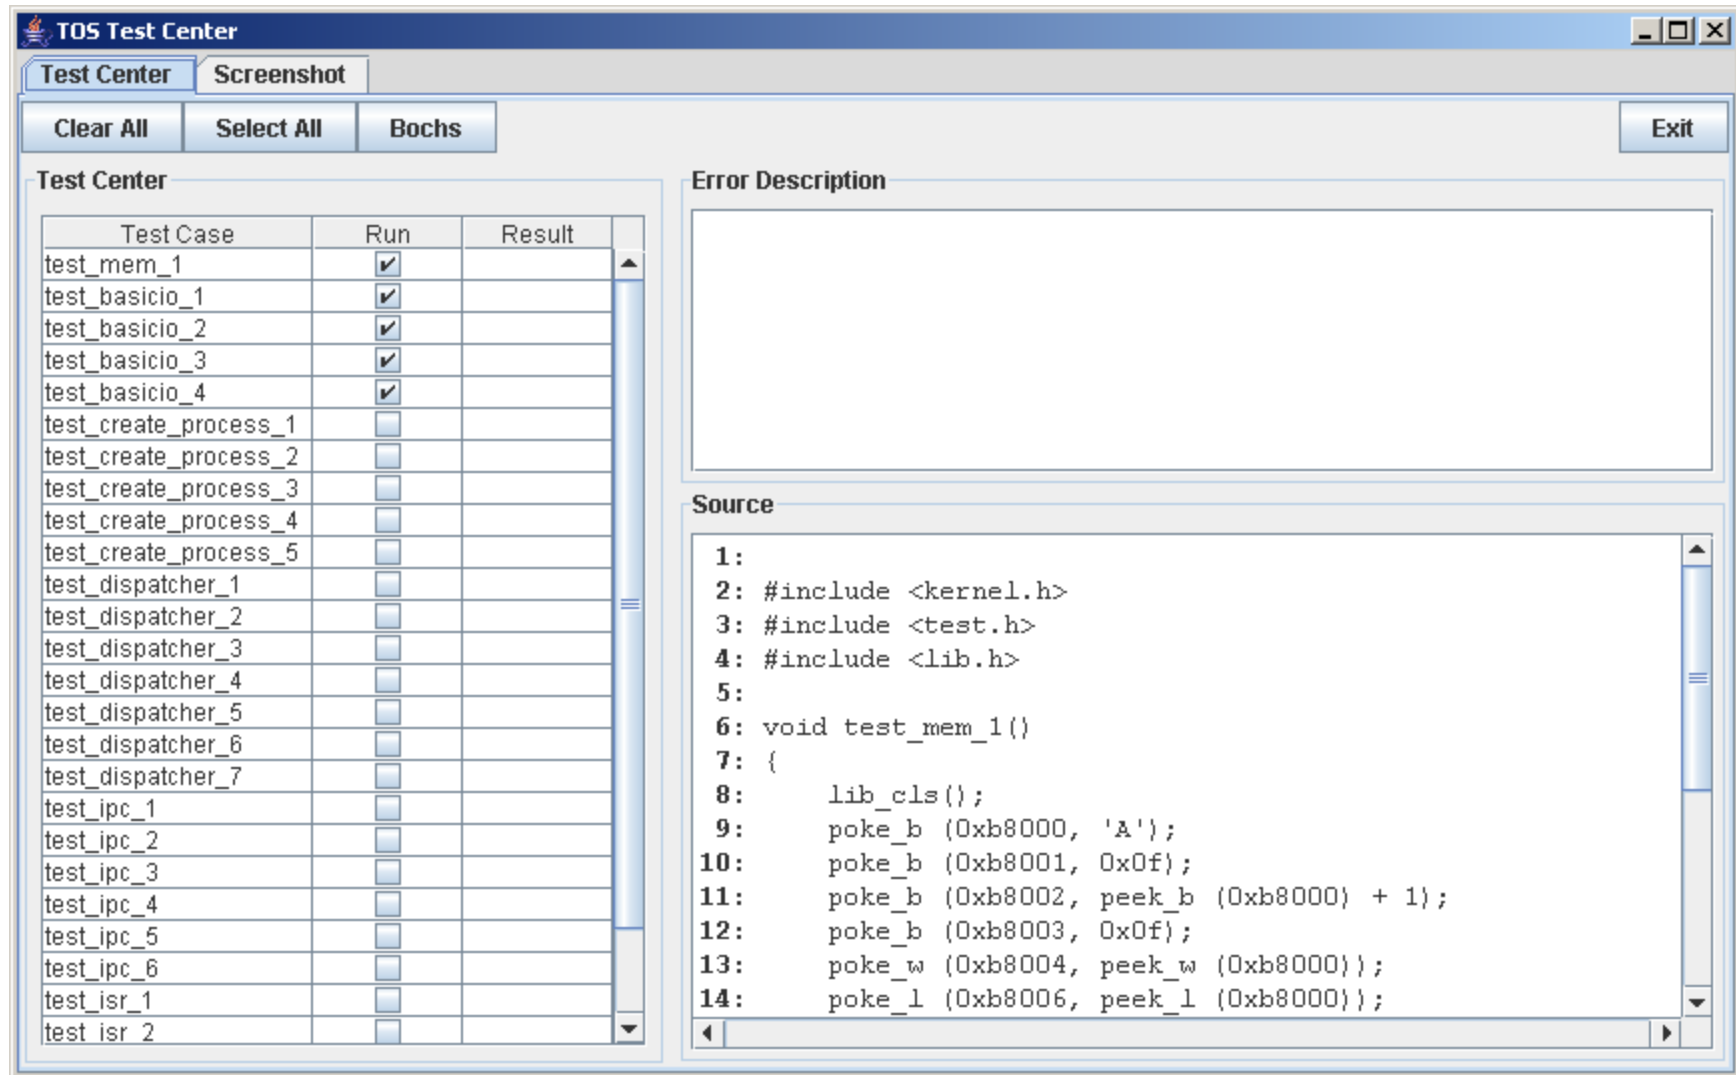 TOS Test Center
Test Center Screenshot
Clear All Select All Bochs Exit
Test Center
Test Case Run Result
test_mem_1
test_basicio_1
test_basicio_2
test_basicio_3
test_basicio_4
test_create_process_1
test_create_process_2
test_create_process_3
test_create_process_4
test_create_process_5
test_dispatcher_1
test_dispatcher_2
test_dispatcher_3
test_dispatcher_4
test_dispatcher_5
test_dispatcher_6
test_dispatcher_7
test_ipc_1
test_ipc_2
test_ipc_3
test_ipc_4
test_ipc_5
test_ipc_6
test_isr_1
test_isr_2
Error Description
Source
1:
2: #include <kernel.h>
3: #include <test.h>
4: #include <lib.h>
5:
6: void test_mem_1()
7: {
8:     lib_cls();
9:     poke_b (0xb8000, 'A');
10:     poke_b (0xb8001, 0x0f);
11:     poke_b (0xb8002, peek_b (0xb8000) + 1);
12:     poke_b (0xb8003, 0x0f);
13:     poke_w (0xb8004, peek_w (0xb8000));
14:     poke_l (0xb8006, peek_l (0xb8000));